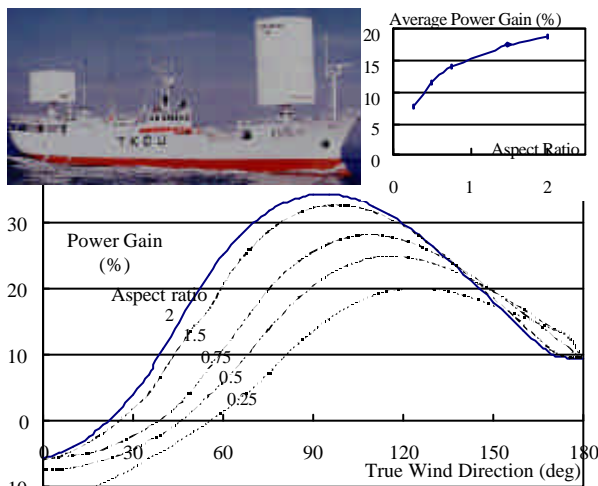 Average Power Gain (%)
20
15
10
5
0
Aspect Ratio
0 1 2
TKCH
30
20
10
0
10
Power Gain
(%)
Aspect ratio
2
1.5
0.75
0.5
0.25
0 30 60 90 120 150 180
True Wind Direction (deg)